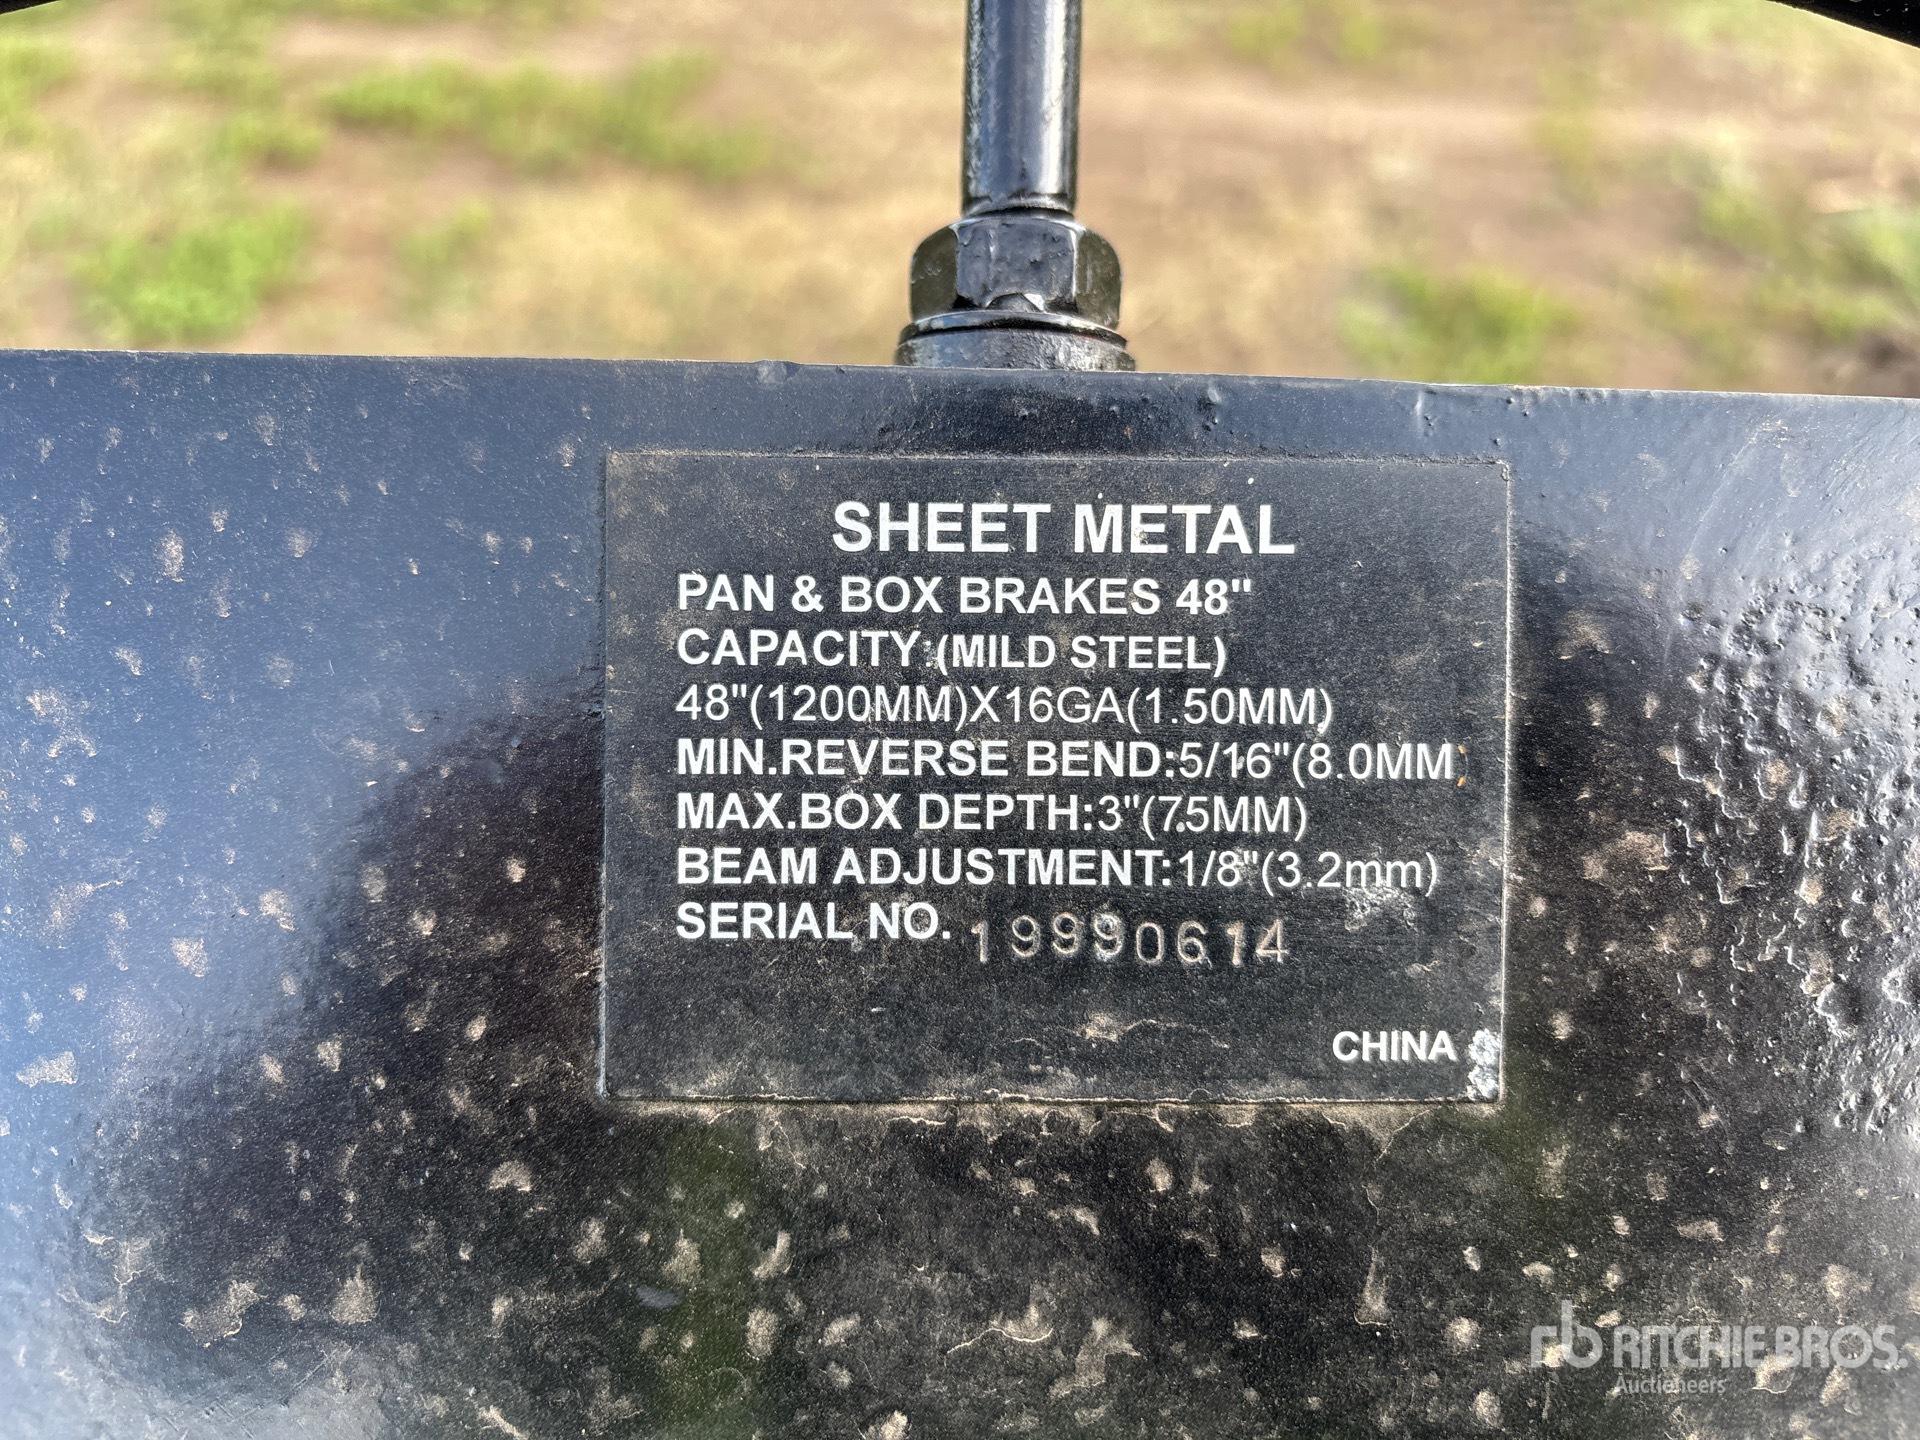 SHEET METAL
PAN & BOX BRAKES 48"
CAPACITY:(MILD STEEL)
48"(1200MM)X16GA(1.50MM)
MIN.REVERSE BEND:5/16"(8.0MM
MAX.BOX DEPTH:3"(75MM)
BEAM ADJUSTMENT:1/8"(3.2mm)
SERIAL NO. 19990614
CHINA
rb RITCHIE BROS.
Auctioneers